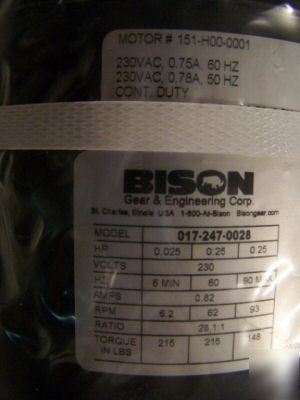 MOTOR # 151-H00-0001
230VAC, 0.75A, 60 HZ
230VAC, 0.78A, 50 HZ
CONT. DUTY
BISON
Gear & Engineering Corp.
St. Charles, Illinois USA 1-800-At-Bison Bisongear.com
MODEL 017-247-0028
HP 0.025 0.25 0.25
VOLTS 230
HZ 6 MIN 60 90
AMPS 0.82
RPM 6.2 62 93
RATIO 28.1:1
TORQUE IN LBS 215 215 148